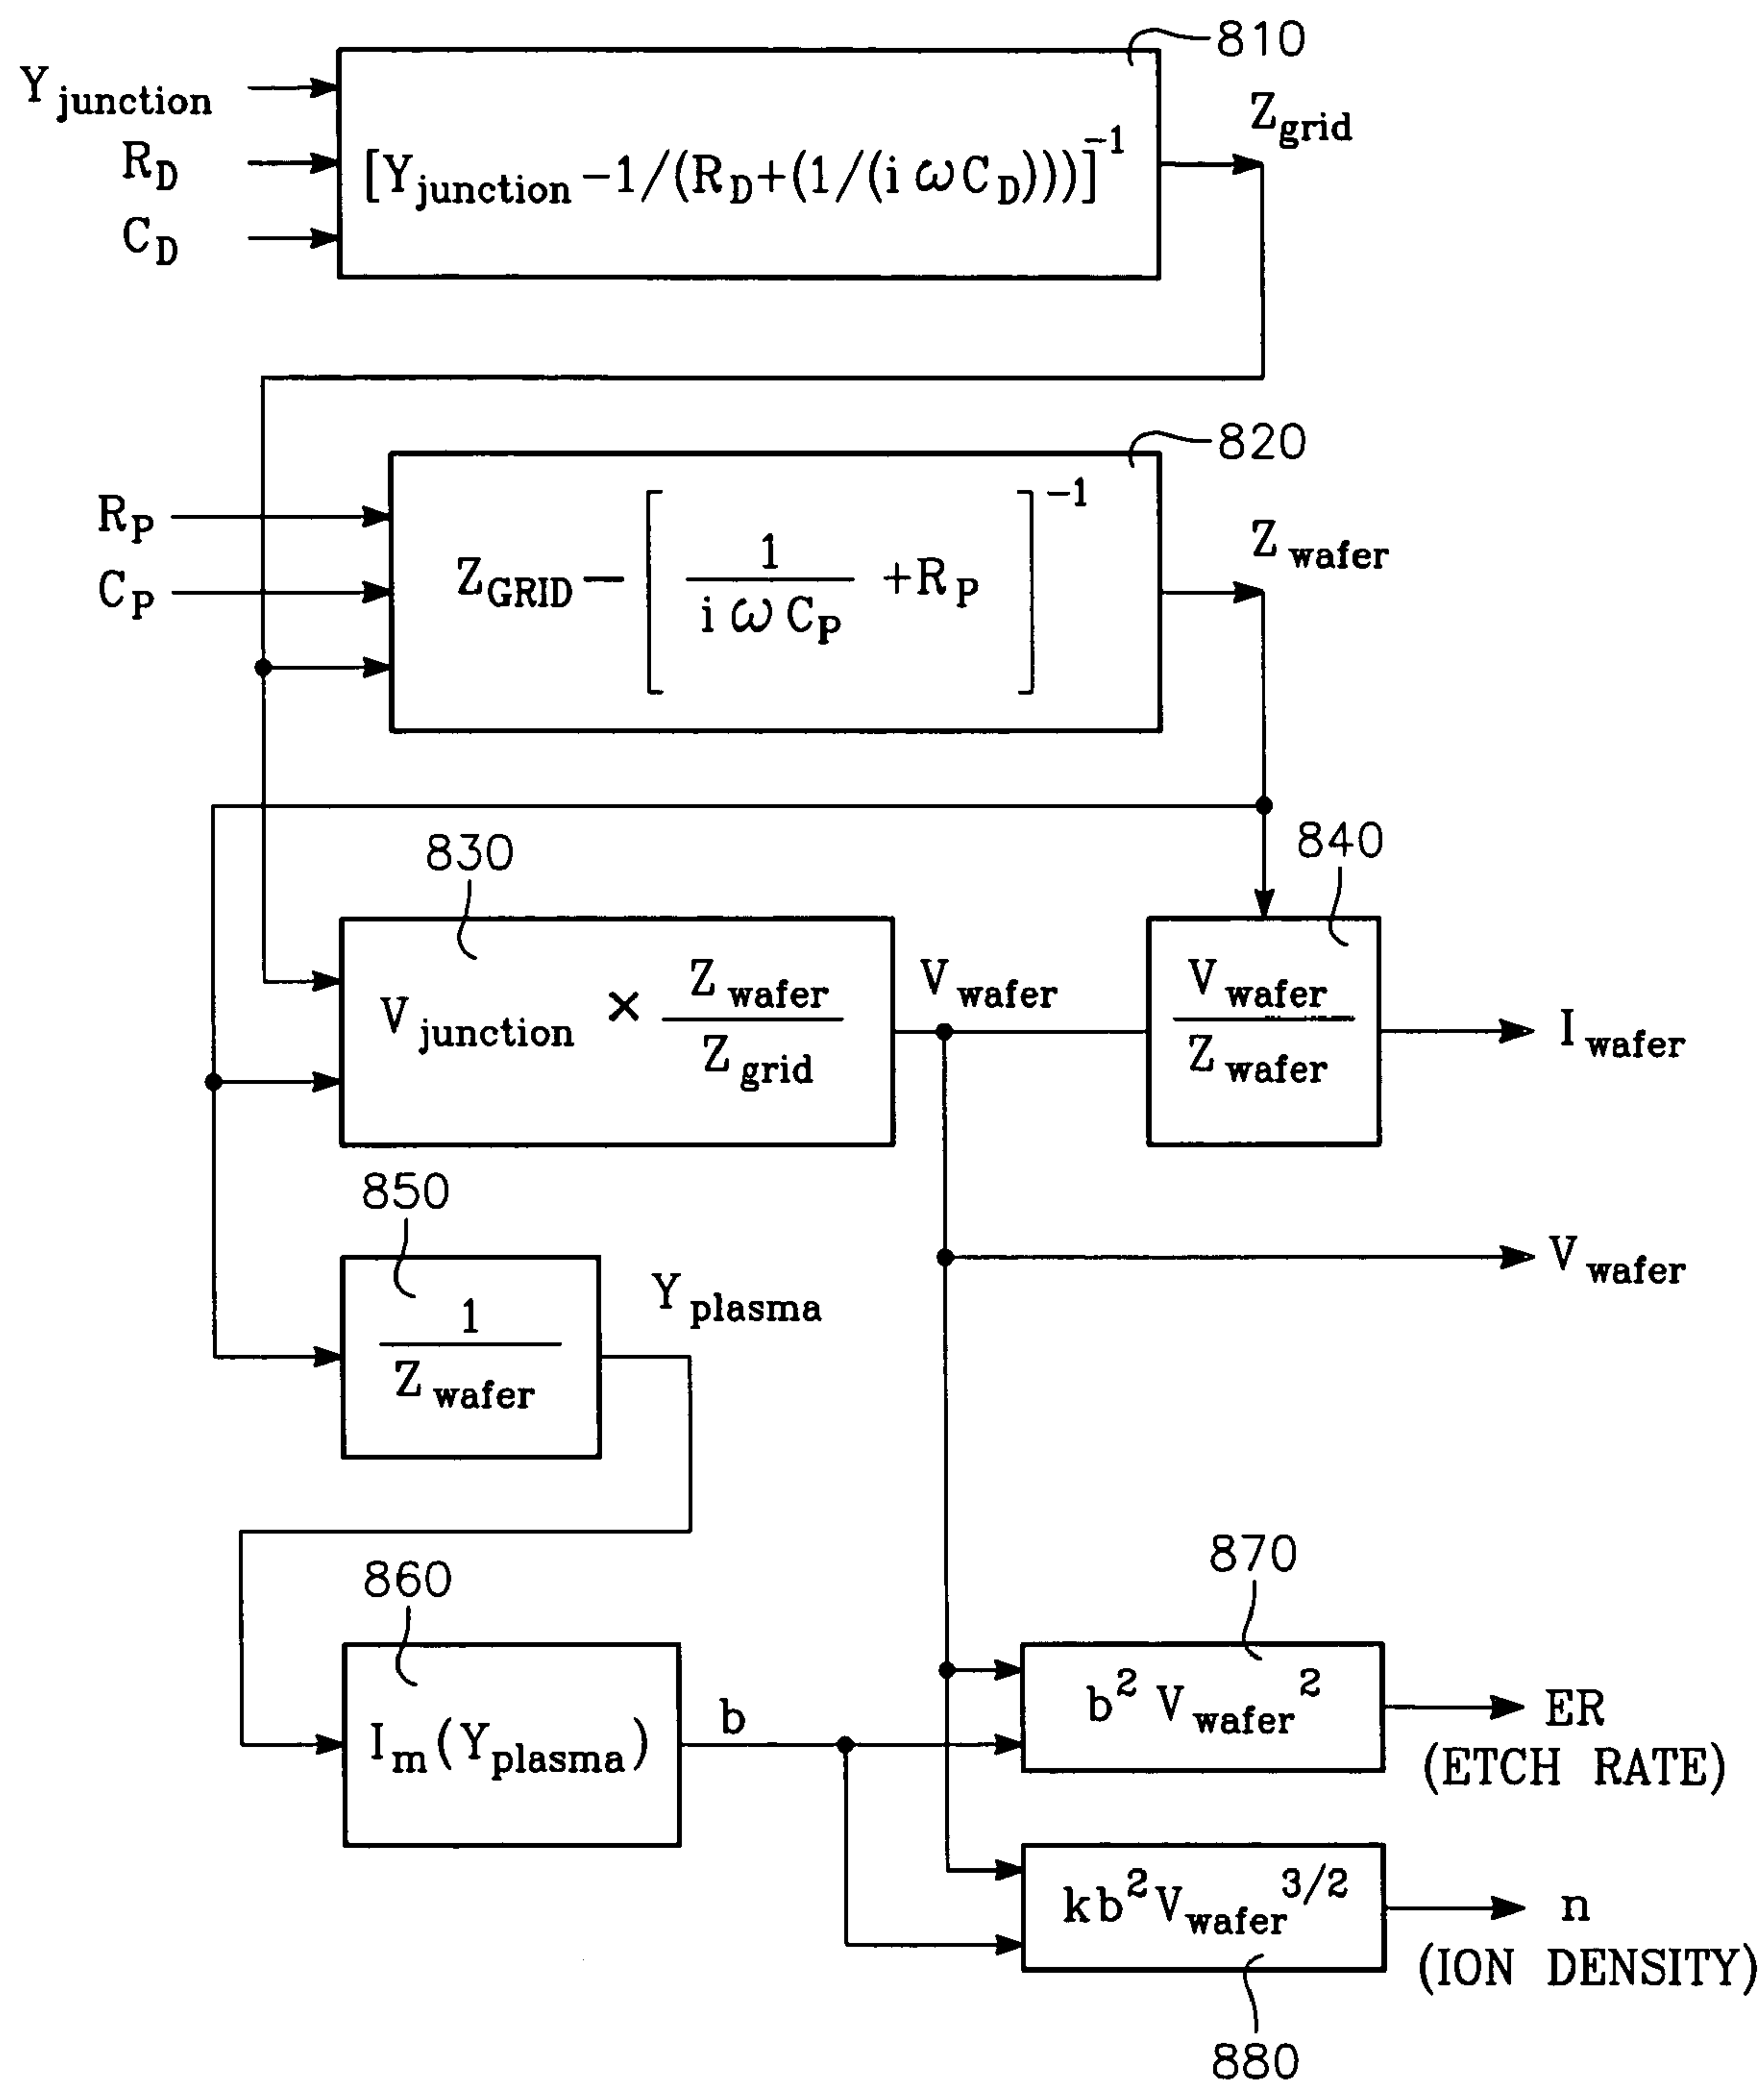 810
Y junction
R D
C D
[Y junction -1/(R D+(1/(i ω C D)))]^-1
Z grid
820
R P
C P
Z GRID - [ 1 / i ω C P + R P ]^-1
Z wafer
830
V junction × Z wafer / Z grid
V wafer
840
V wafer / Z wafer
I wafer
V wafer
850
1 / Z wafer
Y plasma
860
I m (Y plasma)
b
870
b^2 V wafer^2
ER
(ETCH RATE)
k b^2 V wafer^3/2
n
(ION DENSITY)
880